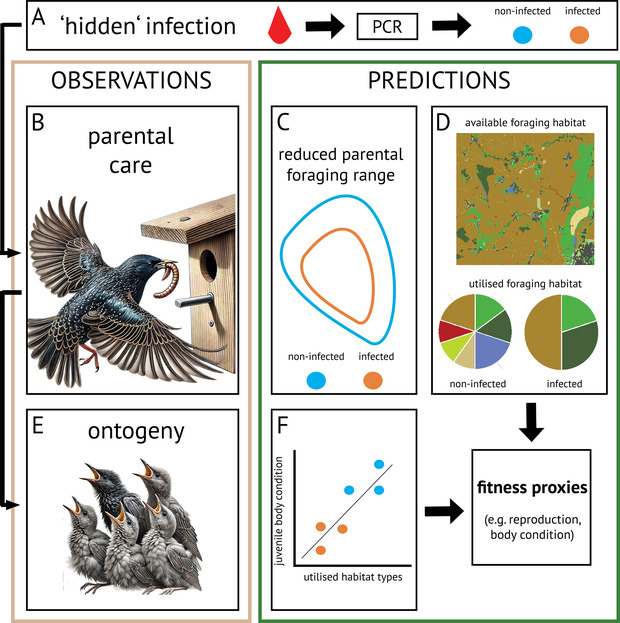 A
'hidden' infection
PCR
non-infected
infected
OBSERVATIONS
PREDICTIONS
B
parental
care
C
reduced parental
foraging range
non-infected
infected
D
available foraging habitat
utilised foraging habitat
non-infected
infected
E
ontogeny
F
juvenile body condition
utilised habitat types
fitness proxies
(e.g. reproduction,
body condition)